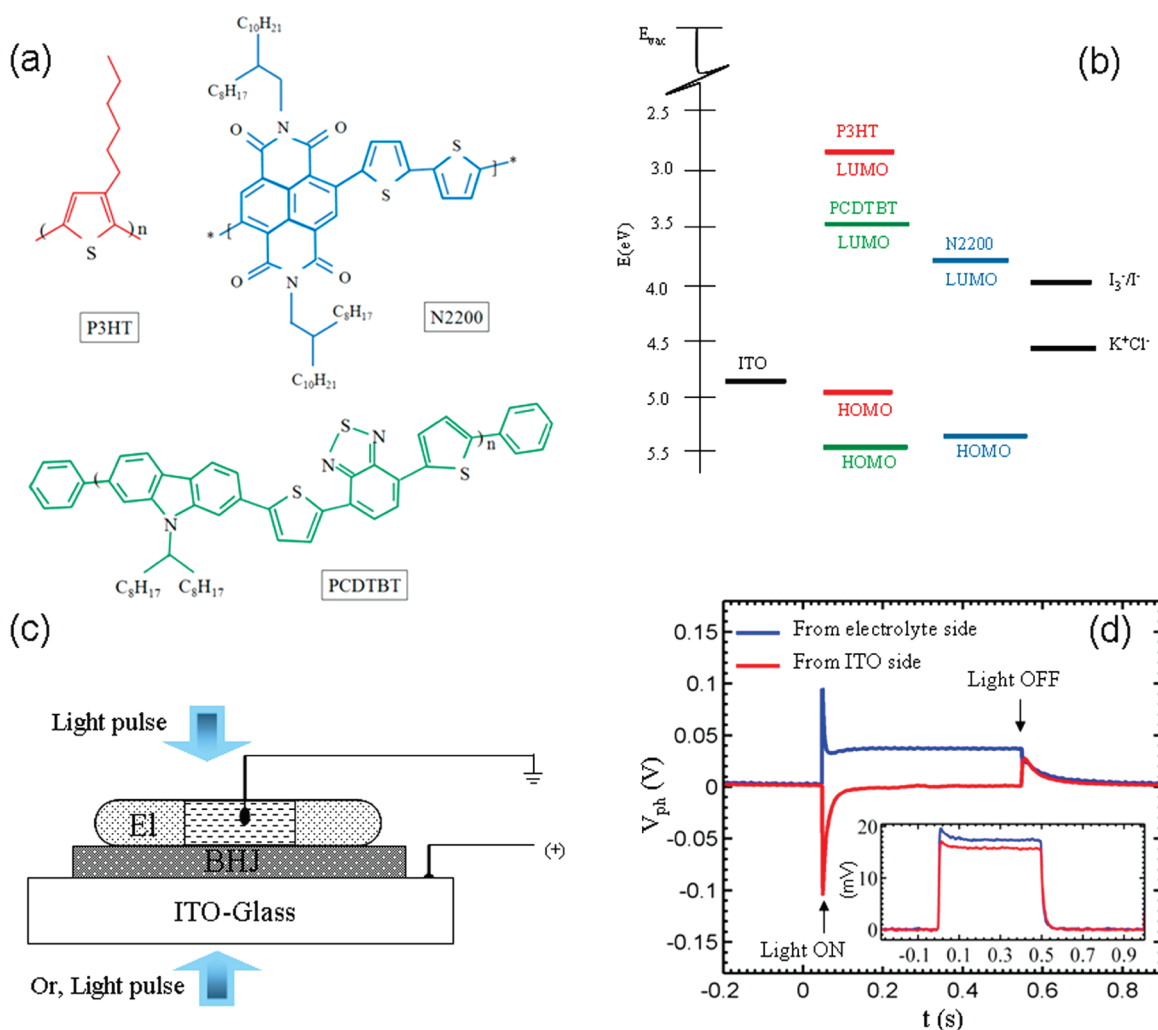 (a)
C₁₀H₂₁
C₈H₁₇
O
N
O
S
S
*
*
[
]
O
N
O
C₈H₁₇
C₁₀H₂₁
N2200
(
)n
S
P3HT
(
N
S
N
S
N
S
)n
C₈H₁₇
C₈H₁₇
PCDTBT
(b)
Evac
E(eV)
2.5
3.0
3.5
4.0
4.5
5.0
5.5
P3HT
LUMO
PCDTBT
LUMO
N2200
LUMO
I₃⁻/I⁻
K⁺Cl⁻
ITO
HOMO
HOMO
HOMO
(c)
Light pulse
El
BHJ
(+)
ITO-Glass
Or, Light pulse
(d)
From electrolyte side
From ITO side
Light OFF
Light ON
Vph (V)
0.15
0.1
0.05
0
-0.05
-0.1
-0.15
-0.2
0
0.2
0.4
0.6
0.8
t (s)
(mV)
20
10
0
-0.1
0.1
0.3
0.5
0.7
0.9